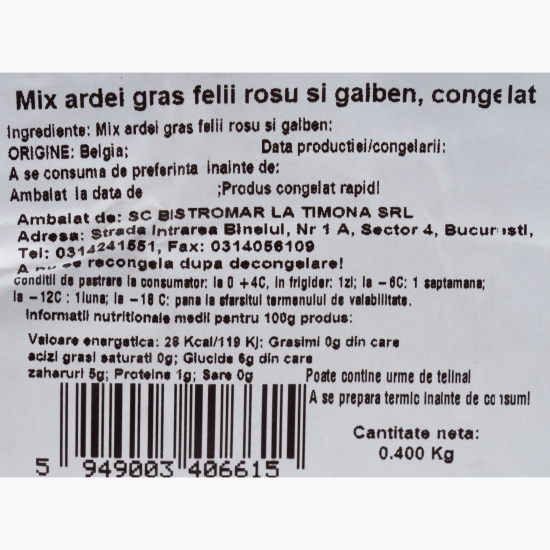 Mix ardei gras felii rosu si galben, congelat
Ingrediente: Mix ardei gras felii rosu si galben:
ORIGINE: Belgia; Data productiei/congelarii:
A se consuma de preferinta inainte de:
Ambalat la data de ;Produs congelat rapid!
Ambalat de: SC BISTROMAR LA TIMONA SRL
Adresa: Strada Intrarea Binelui, Nr 1 A, Sector 4, Bucuresti,
Tel: 0314241551, Fax: 0314056109
A nu se recongela dupa decongelare!
Conditii de pastrare la consumator: la 0 +4C, in frigider: 1zi; la -6C: 1 saptamana;
la -12C : 1luna; la -18 C: pana la sfarsitul termenului de valabilitate.
Informatii nutritionale medii pentru 100g produs:
Valoare energetica: 28 Kcal/119 Kj; Grasimi 0g din care
acizi grasi saturati 0g; Glucide 6g din care
zaharuri 5g; Proteine 1g; Sare 0g
Poate contine urme de telina!
A se prepara termic inainte de consum!
Cantitate neta:
0.400 Kg
5 949003 406615